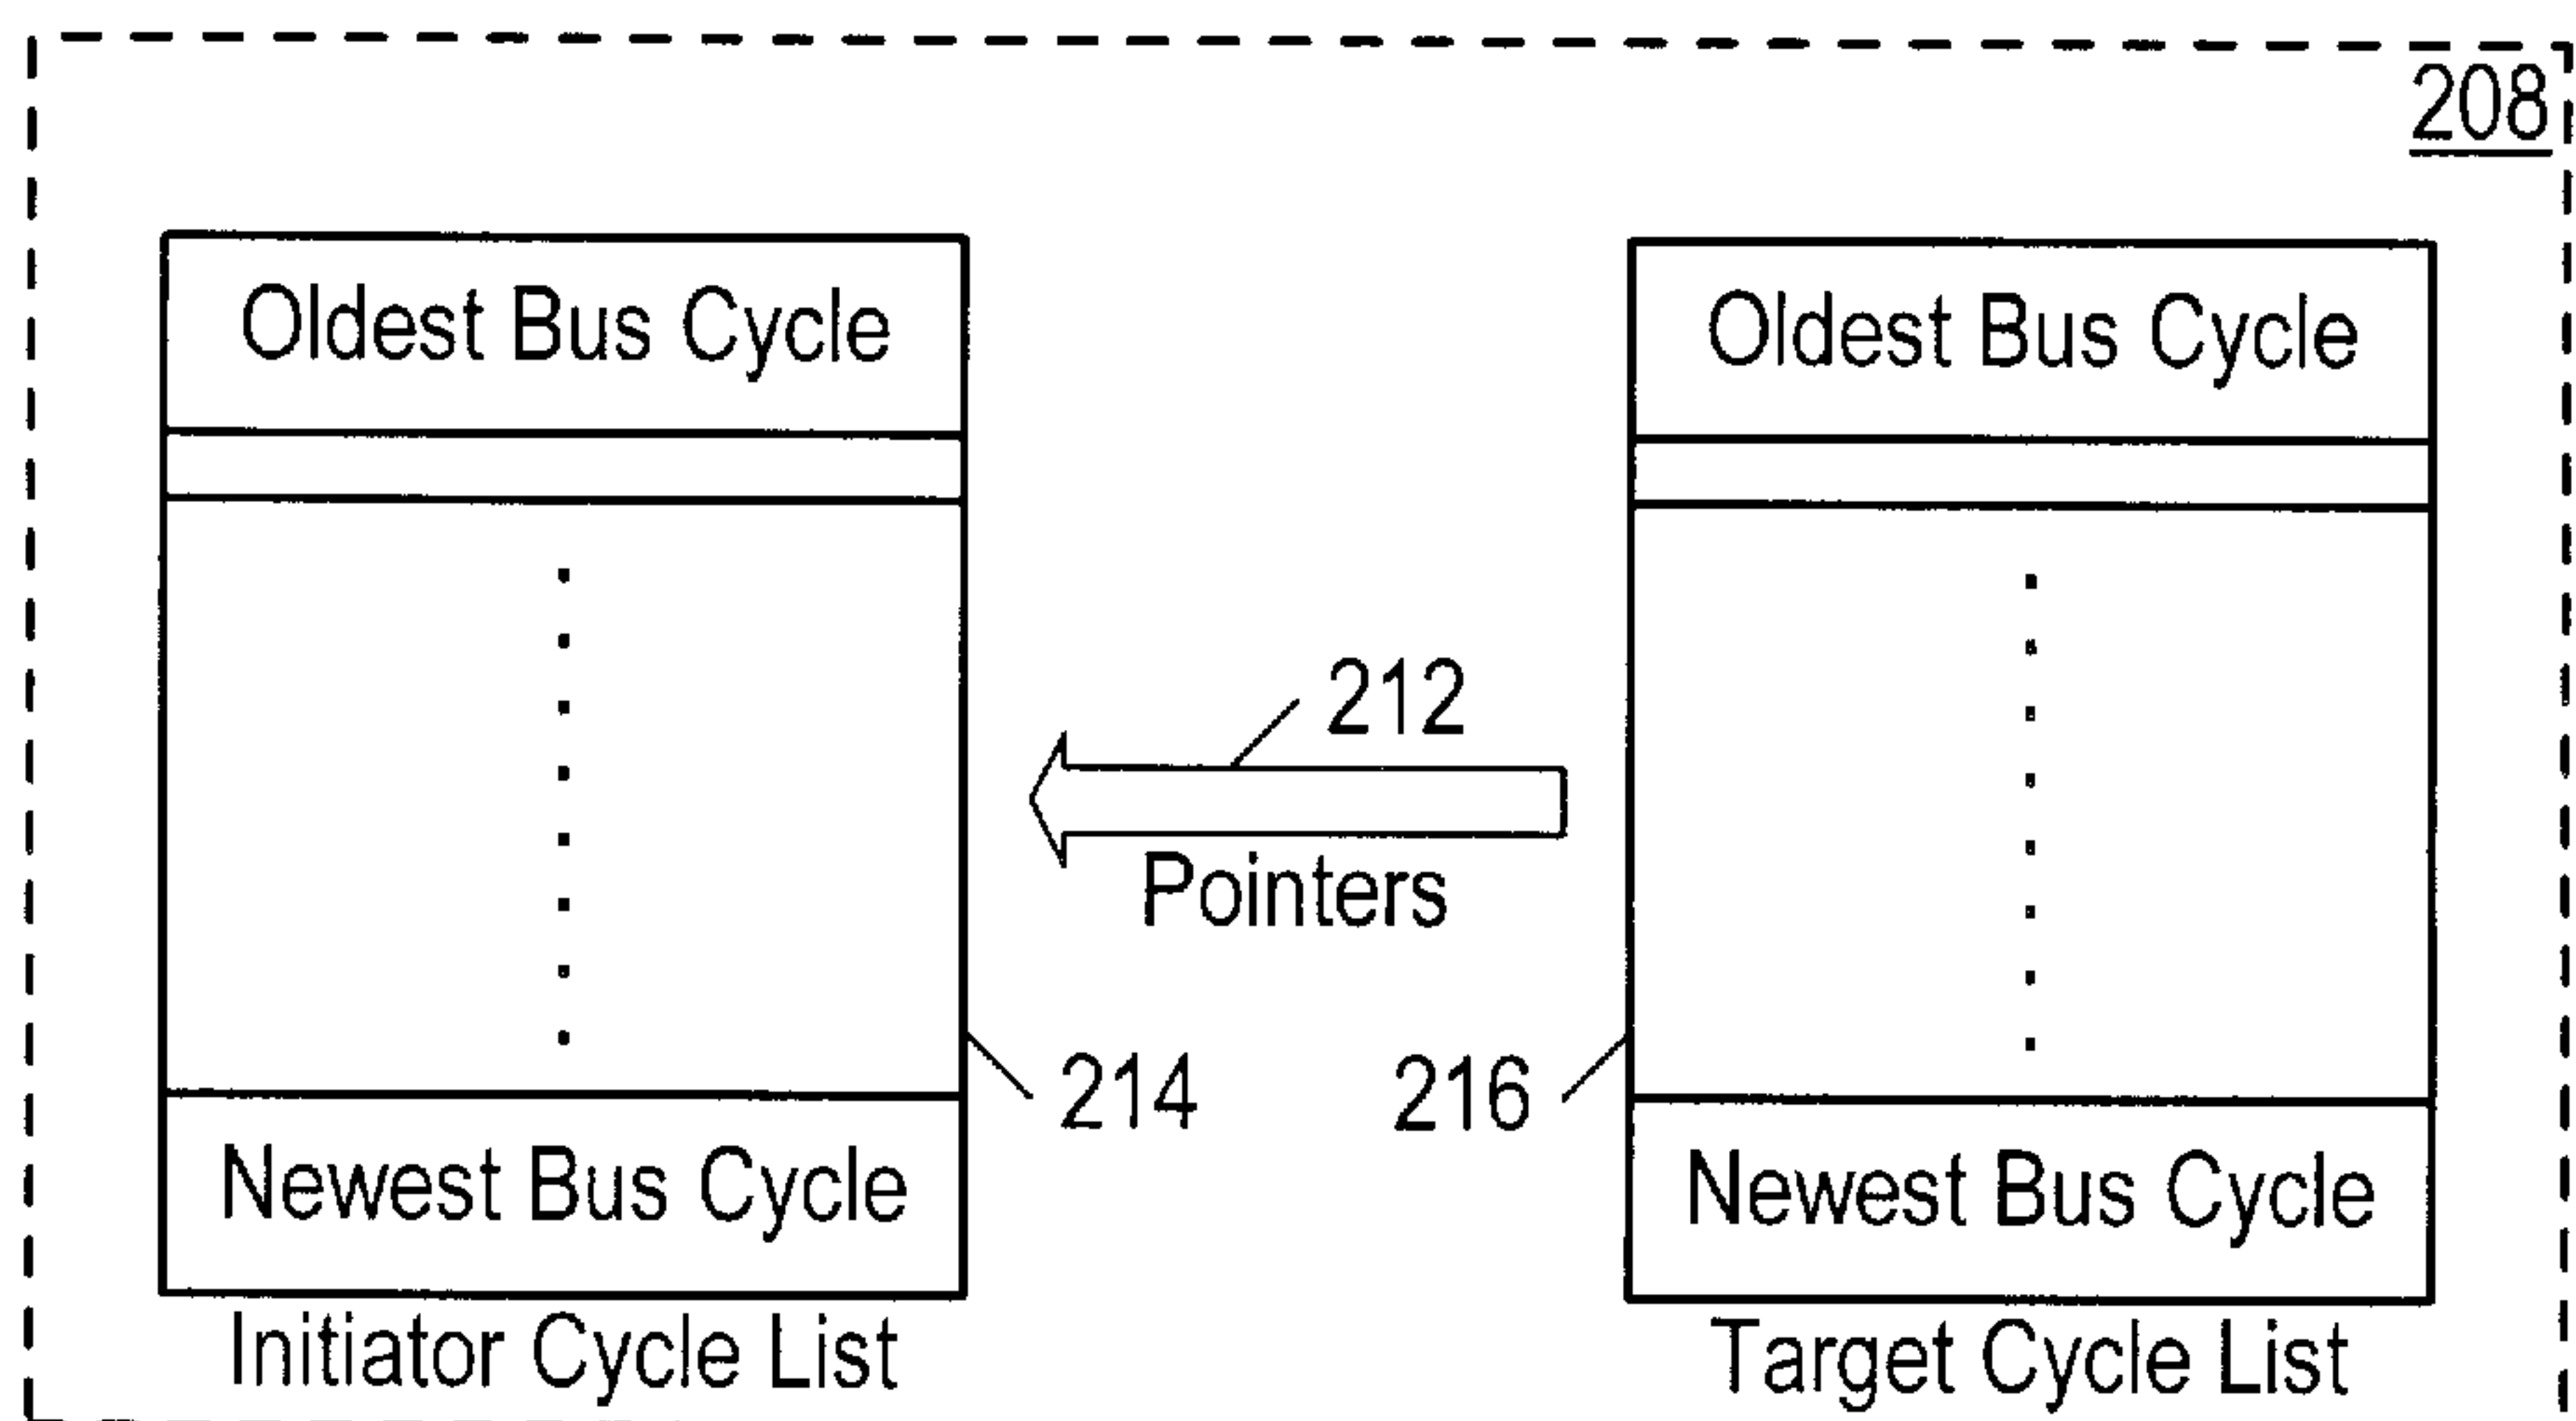 208
Oldest Bus Cycle
Oldest Bus Cycle
212
Pointers
214
216
Newest Bus Cycle
Newest Bus Cycle
Initiator Cycle List
Target Cycle List